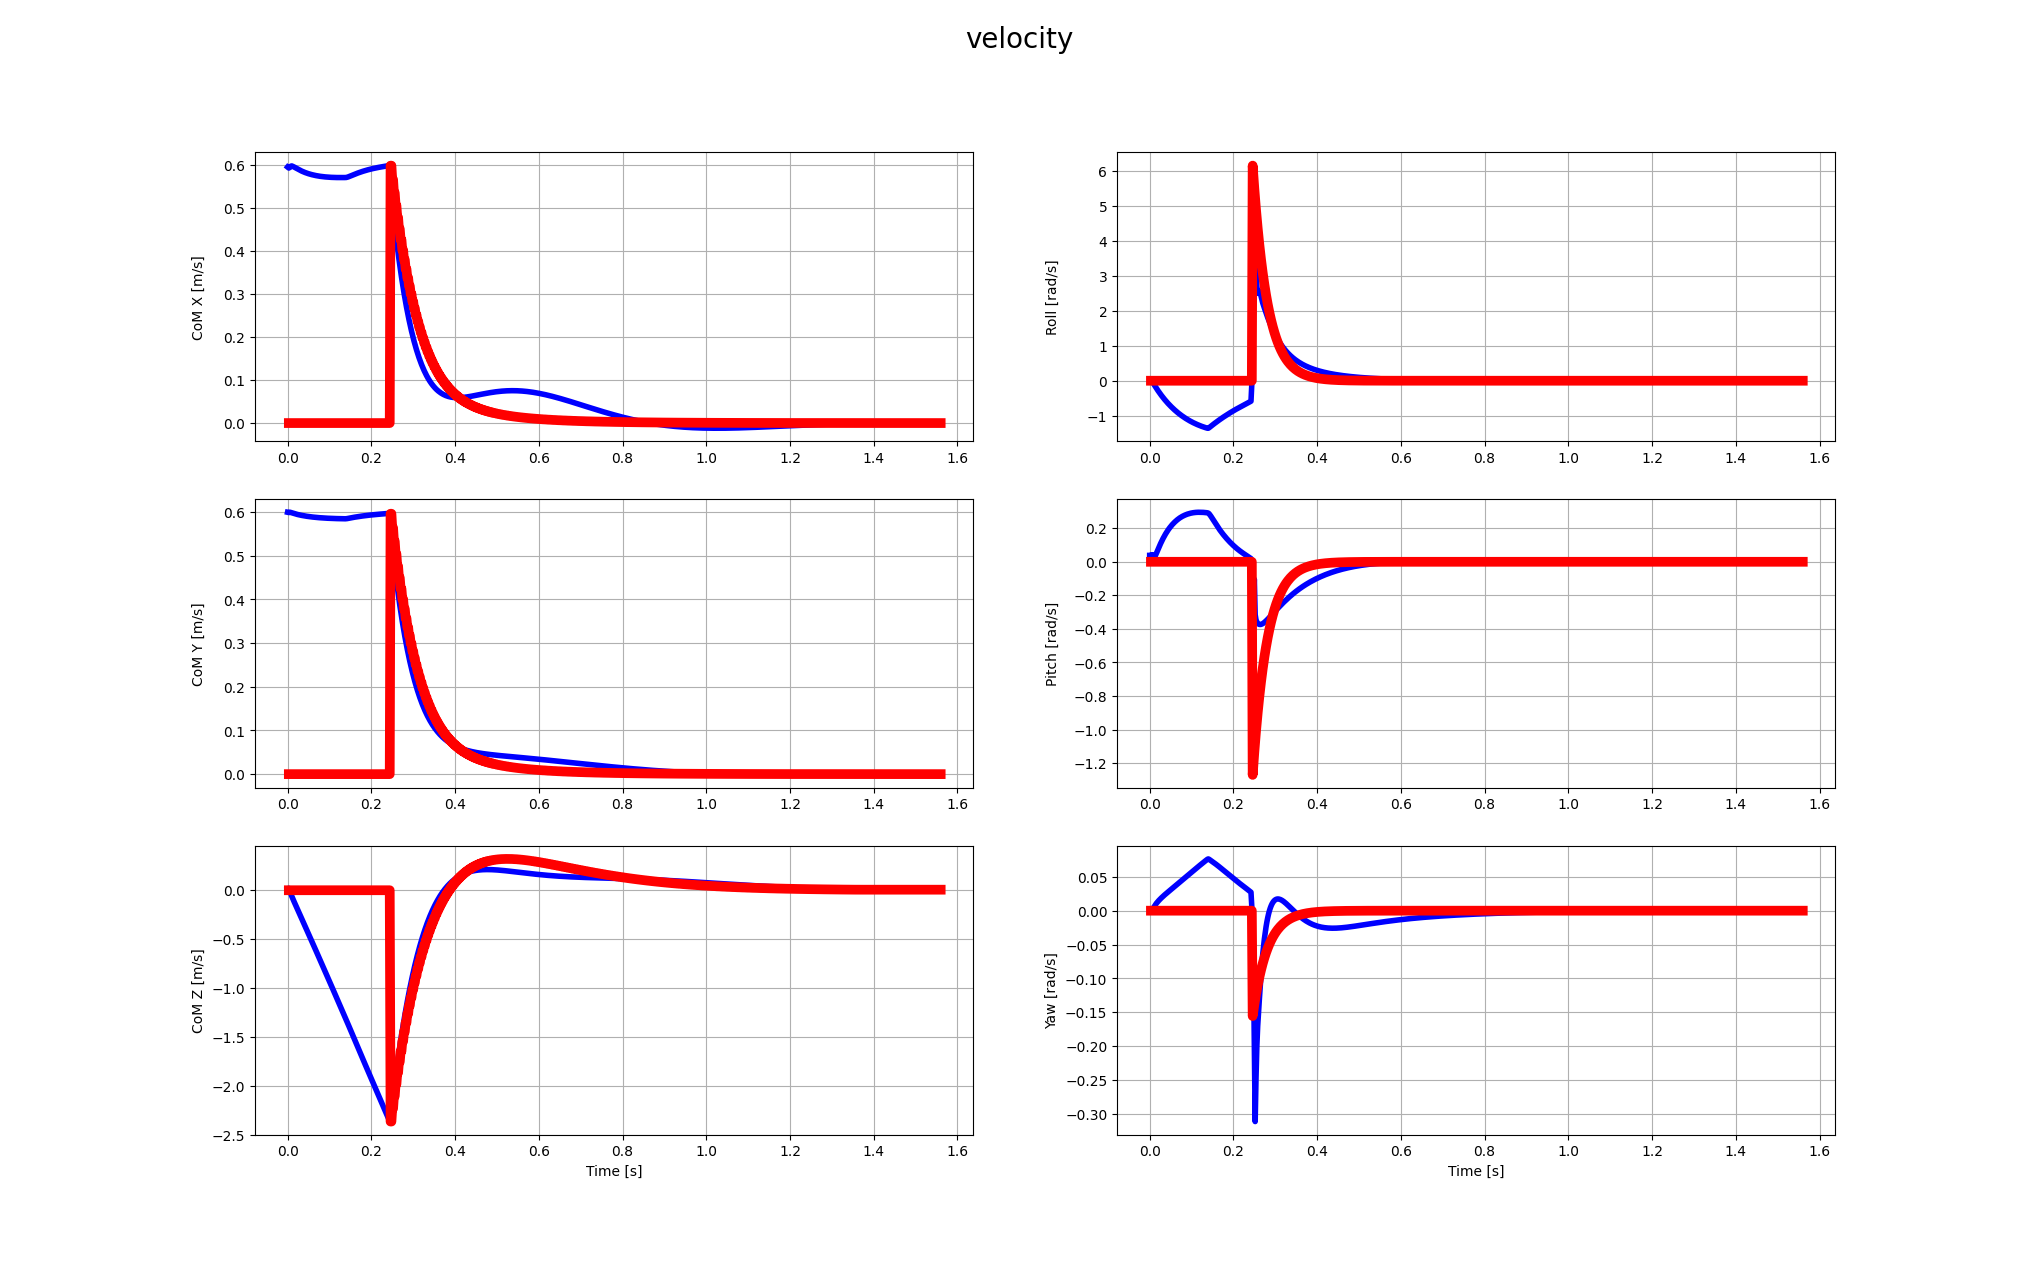 velocity
0.6
0.5
0.4
0.3
0.2
0.1
0.0
CoM X [m/s]
0.0 0.2 0.4 0.6 0.8 1.0 1.2 1.4 1.6
6
5
4
3
2
1
0
−1
Roll [rad/s]
0.0 0.2 0.4 0.6 0.8 1.0 1.2 1.4 1.6
0.6
0.5
0.4
0.3
0.2
0.1
0.0
CoM Y [m/s]
0.0 0.2 0.4 0.6 0.8 1.0 1.2 1.4 1.6
0.2
0.0
−0.2
−0.4
−0.6
−0.8
−1.0
−1.2
Pitch [rad/s]
0.0 0.2 0.4 0.6 0.8 1.0 1.2 1.4 1.6
0.0
−0.5
−1.0
−1.5
−2.0
−2.5
CoM Z [m/s]
0.0 0.2 0.4 0.6 0.8 1.0 1.2 1.4 1.6
Time [s]
0.05
0.00
−0.05
−0.10
−0.15
−0.20
−0.25
−0.30
Yaw [rad/s]
0.0 0.2 0.4 0.6 0.8 1.0 1.2 1.4 1.6
Time [s]